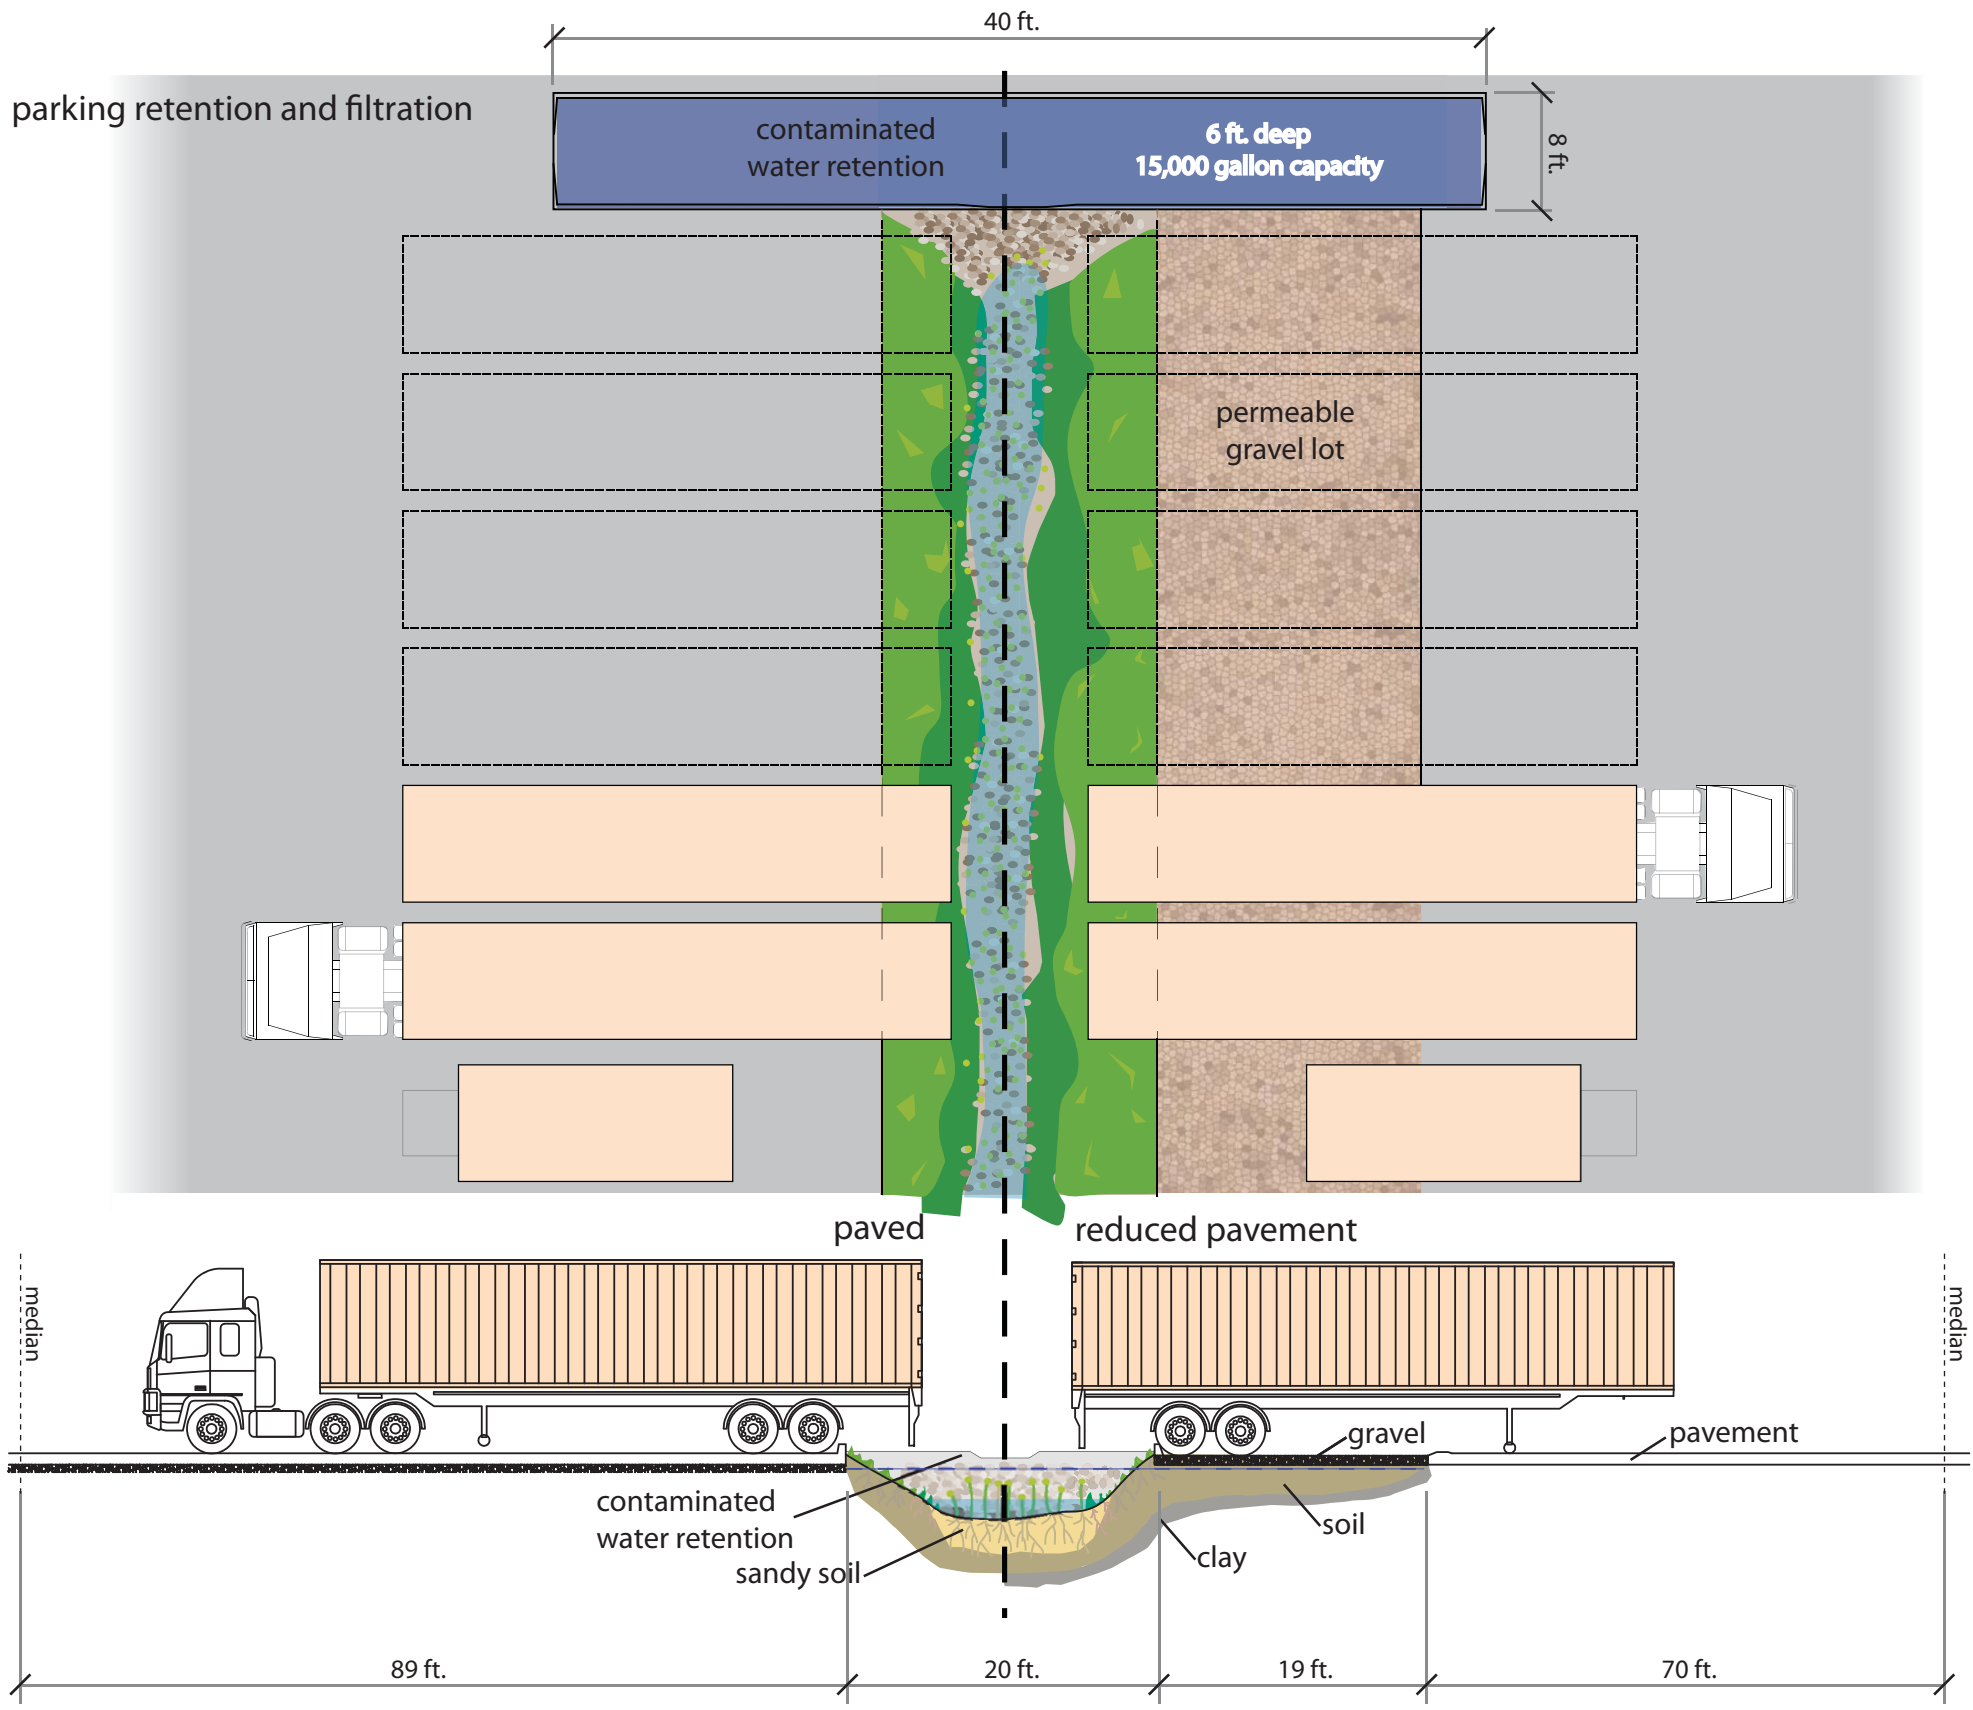 40 ft.
parking retention and filtration
contaminated
water retention
6 ft. deep
15,000 gallon capacity
8 ft.
permeable
gravel lot
paved
reduced pavement
median
median
gravel
pavement
contaminated
water retention
soil
clay
sandy soil
89 ft.
20 ft.
19 ft.
70 ft.